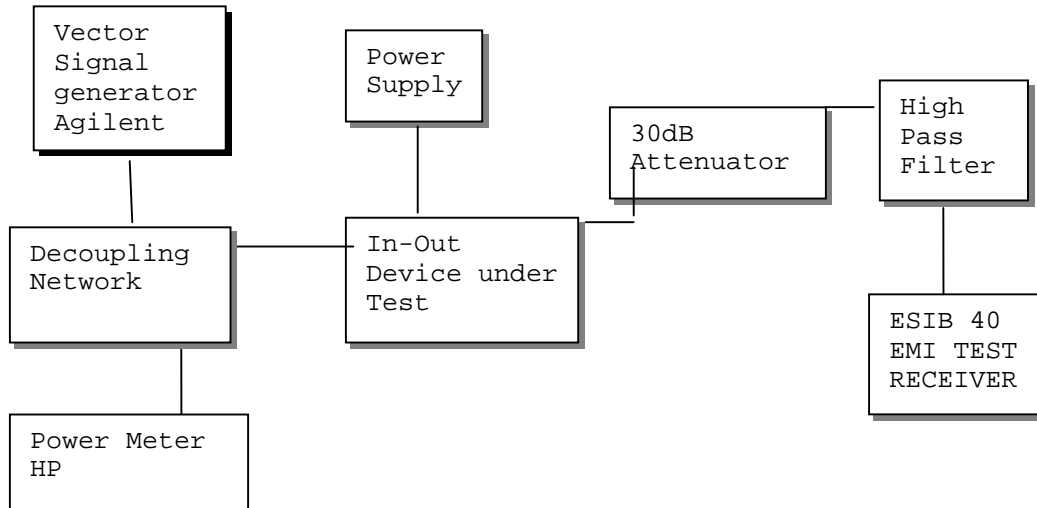 Vector
Signal
generator
Agilent
Power
Supply
30dB
Attenuator
High
Pass
Filter
Decoupling
Network
In-Out
Device under
Test
ESIB 40
EMI TEST
RECEIVER
Power Meter
HP